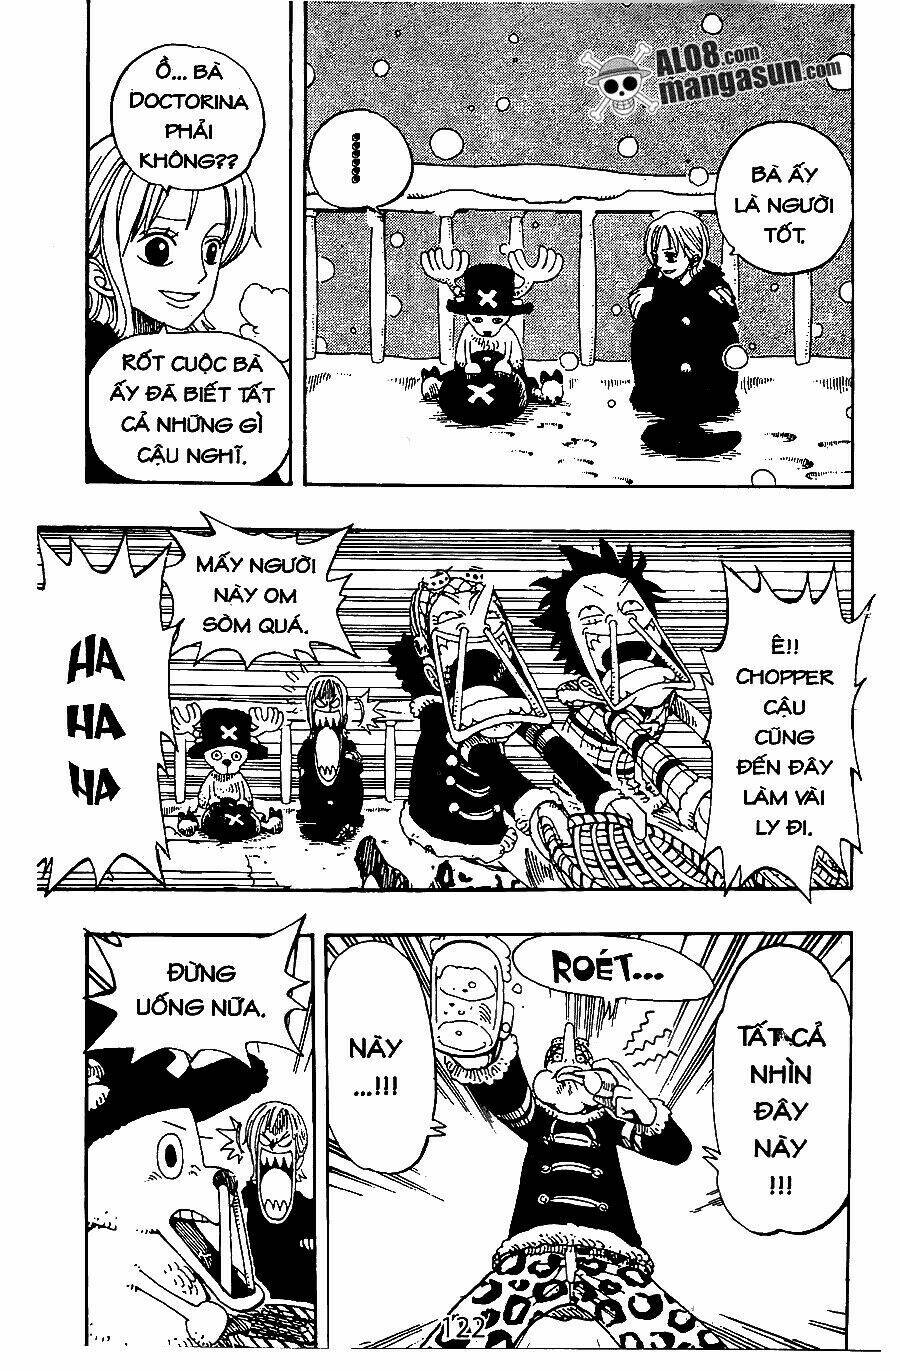 AL08.com
mangasun.com
Ồ... BÀ
DOCTORINA
PHẢI
KHÔNG??
RỐT CUỘC BÀ
ẤY ĐÃ BIẾT TẤT
CẢ NHỮNG GÌ
CẬU NGHĨ.
......
BÀ ẤY
LÀ NGƯỜI
TỐT.
HA
HA
HA
MẤY NGƯỜI
NÀY OM
SÒM QUÁ.
Ê!!
CHOPPER
CẬU
CŨNG
ĐẾN ĐÂY
LÀM VÀI
LY ĐI.
ĐỪNG
UỐNG NỮA.
NÀY
...!!!
ROÉT...
TẤT CẢ
NHÌN
ĐÂY
NÀY
!!!
122